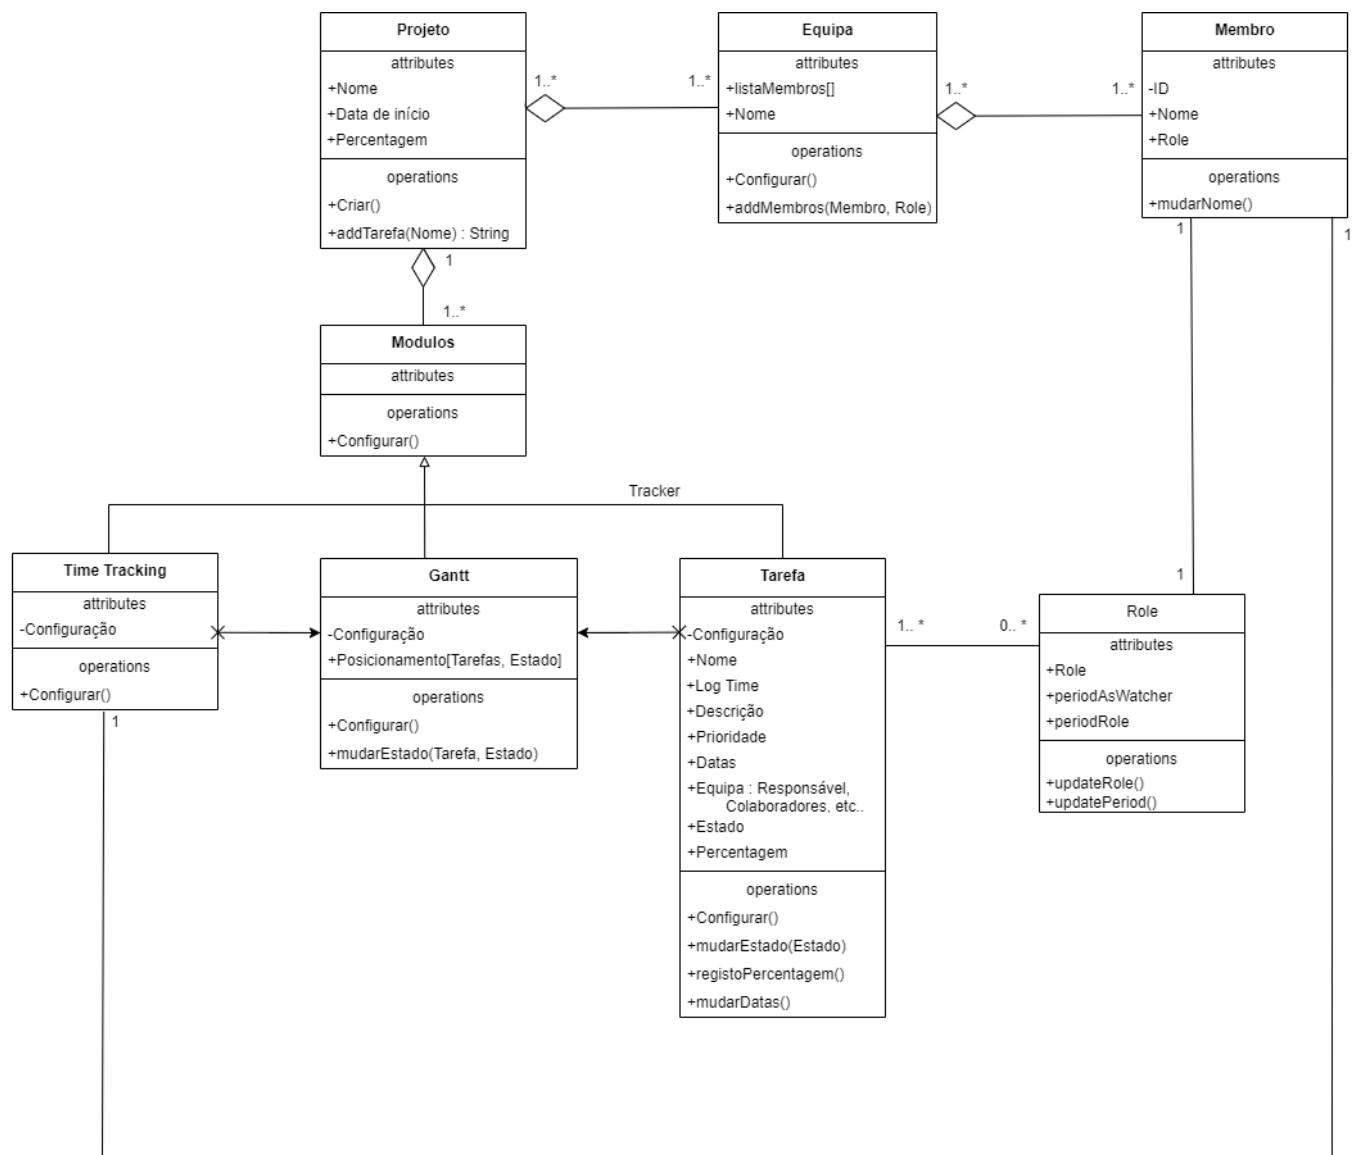 Projeto
attributes
+Nome
+Data de início
+Percentagem
operations
+Criar()
+addTarefa(Nome) : String
1..*
1..*
Equipa
attributes
+listaMembros[]
+Nome
operations
+Configurar()
+addMembros(Membro, Role)
1..*
1..*
Membro
attributes
-ID
+Nome
+Role
operations
+mudarNome()
1
1
1
1..*
Modulos
attributes
operations
+Configurar()
Tracker
Time Tracking
attributes
-Configuração
operations
+Configurar()
1
Gantt
attributes
-Configuração
+Posicionamento[Tarefas, Estado]
operations
+Configurar()
+mudarEstado(Tarefa, Estado)
Tarefa
attributes
-Configuração
+Nome
+Log Time
+Descrição
+Prioridade
+Datas
+Equipa : Responsável,
Colaboradores, etc..
+Estado
+Percentagem
operations
+Configurar()
+mudarEstado(Estado)
+registoPercentagem()
+mudarDatas()
1.. *
0.. *
1
Role
attributes
+Role
+periodAsWatcher
+periodRole
operations
+updateRole()
+updatePeriod()